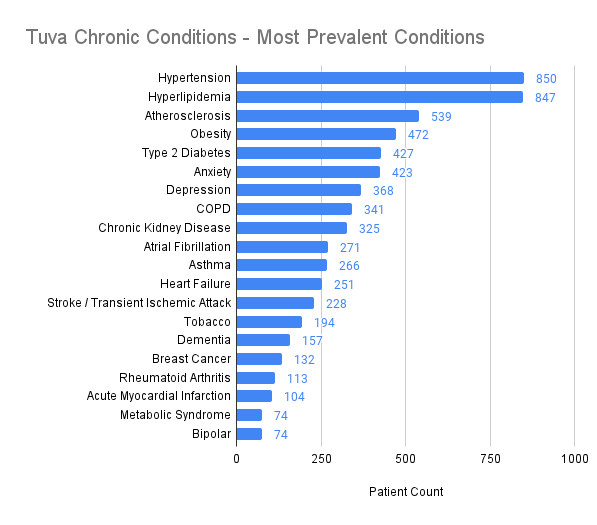 Tuva Chronic Conditions - Most Prevalent Conditions
Hypertension 850
Hyperlipidemia 847
Atherosclerosis 539
Obesity 472
Type 2 Diabetes 427
Anxiety 423
Depression 368
COPD 341
Chronic Kidney Disease 325
Atrial Fibrillation 271
Asthma 266
Heart Failure 251
Stroke / Transient Ischemic Attack 228
Tobacco 194
Dementia 157
Breast Cancer 132
Rheumatoid Arthritis 113
Acute Myocardial Infarction 104
Metabolic Syndrome 74
Bipolar 74
0 250 500 750 1000
Patient Count